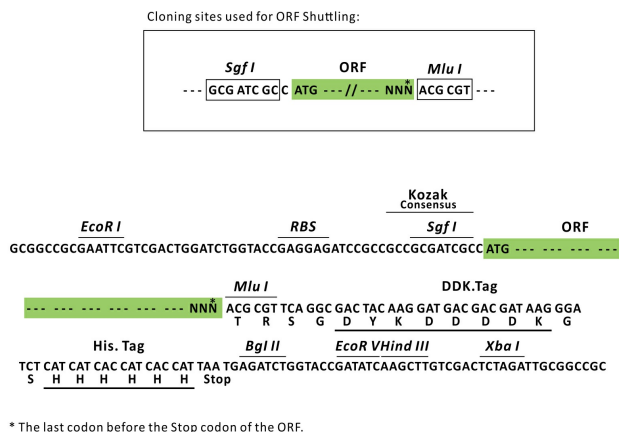 Cloning sites used for ORF Shuttling:
Sgf I ORF Mlu I
--- GCG ATC GC C ATG --- // --- NNN* ACG CGT ---
Kozak
Consensus
EcoR I RBS Sgf I ORF
GCGGCCGCGAATTCGTCGACTGGATCTGGTACCGAGGAGATCCGCCGCCGCGATCGCC ATG --- --- --- ---
Mlu I DDK.Tag
--- --- --- --- --- --- --- NNN* ACG CGT TCA GGC GAC TAC AAG GAT GAC GAC GAT AAG GGA
T R S G D Y K D D D D K G
His. Tag Bgl II EcoR V Hind III Xba I
TCT CAT CAT CAC CAT CAC CAT TAA TGAGATCTGGTACCGATATCAAGCTTGTCGACTCTAGATTGCGGCCGC
S H H H H H H Stop
* The last codon before the Stop codon of the ORF.